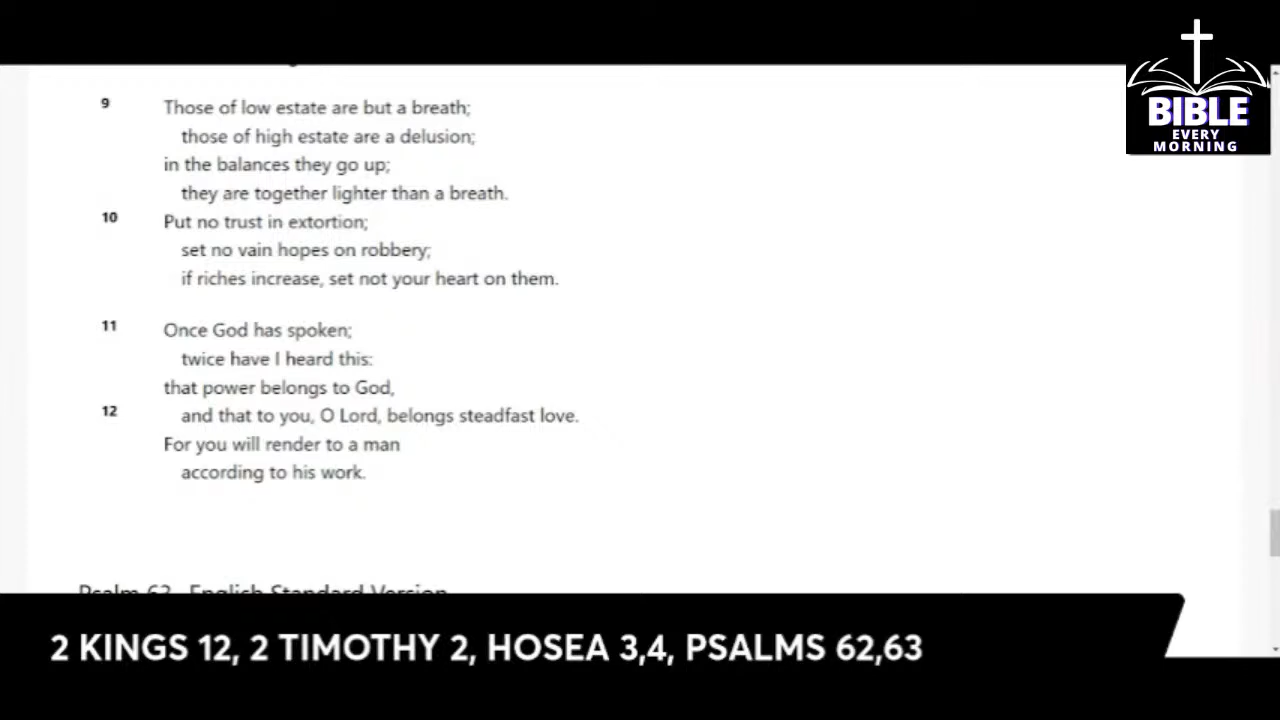 BIBLE
EVERY
MORNING
9 Those of low estate are but a breath;
those of high estate are a delusion;
in the balances they go up;
they are together lighter than a breath.
10 Put no trust in extortion;
set no vain hopes on robbery;
if riches increase, set not your heart on them.
11 Once God has spoken;
twice have I heard this:
that power belongs to God,
12 and that to you, O Lord, belongs steadfast love.
For you will render to a man
according to his work.
Psalm 63 English Standard Version
2 KINGS 12, 2 TIMOTHY 2, HOSEA 3,4, PSALMS 62,63